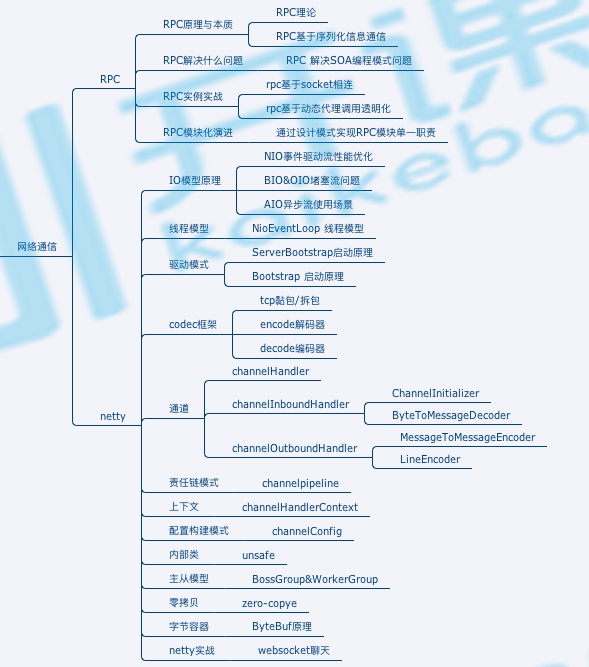 网络通信
RPC
RPC原理与本质
RPC理论
RPC基于序列化信息通信
RPC解决什么问题
RPC 解决SOA编程模式问题
RPC实例实战
rpc基于socket相连
rpc基于动态代理调用透明化
RPC模块化演进
通过设计模式实现RPC模块单一职责
netty
IO模型原理
NIO事件驱动流性能优化
BIO&OIO堵塞流问题
AIO异步流使用场景
线程模型
NioEventLoop 线程模型
驱动模式
ServerBootstrap启动原理
Bootstrap 启动原理
codec框架
tcp黏包/拆包
encode解码器
decode编码器
通道
channelHandler
channelInboundHandler
ChannelInitializer
ByteToMessageDecoder
channelOutboundHandler
MessageToMessageEncoder
LineEncoder
责任链模式
channelpipeline
上下文
channelHandlerContext
配置构建模式
channelConfig
内部类
unsafe
主从模型
BossGroup&WorkerGroup
零拷贝
zero-copye
字节容器
ByteBuf原理
netty实战
websocket聊天
开课
kaikeba